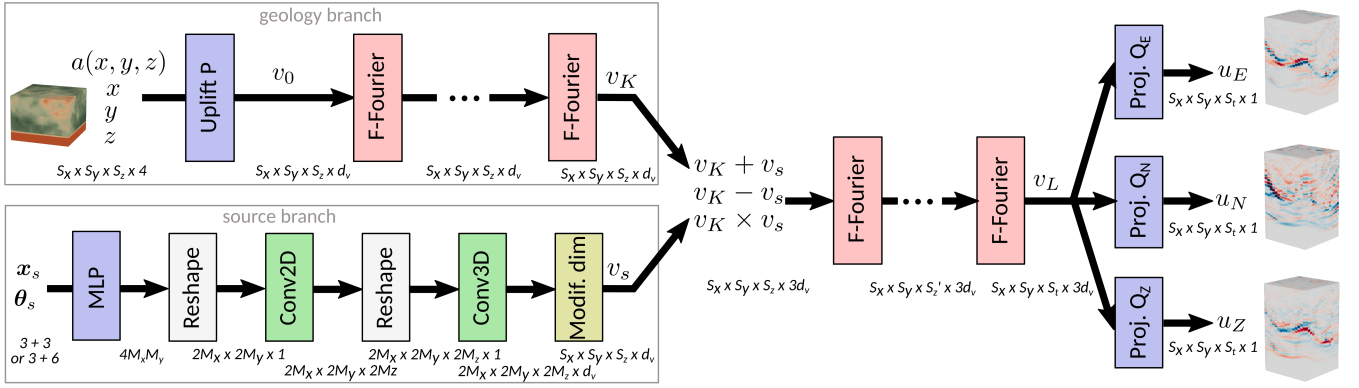 geology branch
a(x, y, z)
x
y
z
Sx x Sy x Sz x 4
Uplift P
v0
Sx x Sy x Sz x dv
F-Fourier
Sx x Sy x Sz x dv
F-Fourier
vK
Sx x Sy x Sz x dv
source branch
xs
θs
3 + 3
or 3 + 6
MLP
4MxMy
Reshape
2Mx x 2My x 1
Conv2D
2Mx x 2My x 2Mz
Reshape
2Mx x 2My x 2Mz x 1
Conv3D
2Mx x 2My x 2Mz x dv
Modif. dim
vs
Sx x Sy x Sz x dv
vK + vs
vK − vs
vK × vs
Sx x Sy x Sz x 3dv
F-Fourier
Sx x Sy x Sz' x 3dv
F-Fourier
vL
Sx x Sy x St x 3dv
Proj. QE
uE
Sx x Sy x St x 1
Proj. QN
uN
Sx x Sy x St x 1
Proj. QZ
uZ
Sx x Sy x St x 1